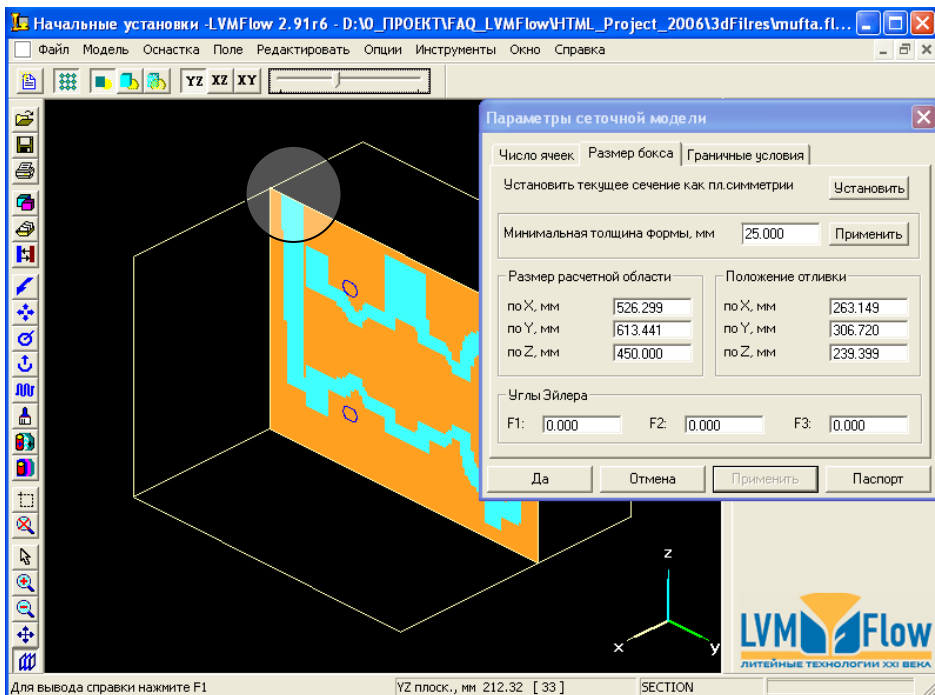 Начальные установки -LVMFlow 2.91r6 - D:\0_ПРОЕКТ\FAQ_LVMFlow\HTML_Project_2006\3dFilres\mufta.fl...
Файл Модель Оснастка Поле Редактировать Опции Инструменты Окно Справка
YZ XZ XY
Параметры сеточной модели
Число ячеек Размер бокса Граничные условия
Установить текущее сечение как пл.симметрии Установить
Минимальная толщина формы, мм 25.000 Применить
Размер расчетной области Положение отливки
по X, мм 526.299 по X, мм 263.149
по Y, мм 613.441 по Y, мм 306.720
по Z, мм 450.000 по Z, мм 239.399
Углы Эйлера
F1: 0.000 F2: 0.000 F3: 0.000
Да Отмена Применить Паспорт
z
x y
LVM Flow
ЛИТЕЙНЫЕ ТЕХНОЛОГИИ XXI ВЕКА
Для вывода справки нажмите F1 YZ плоск., мм 212.32 [ 33 ] SECTION